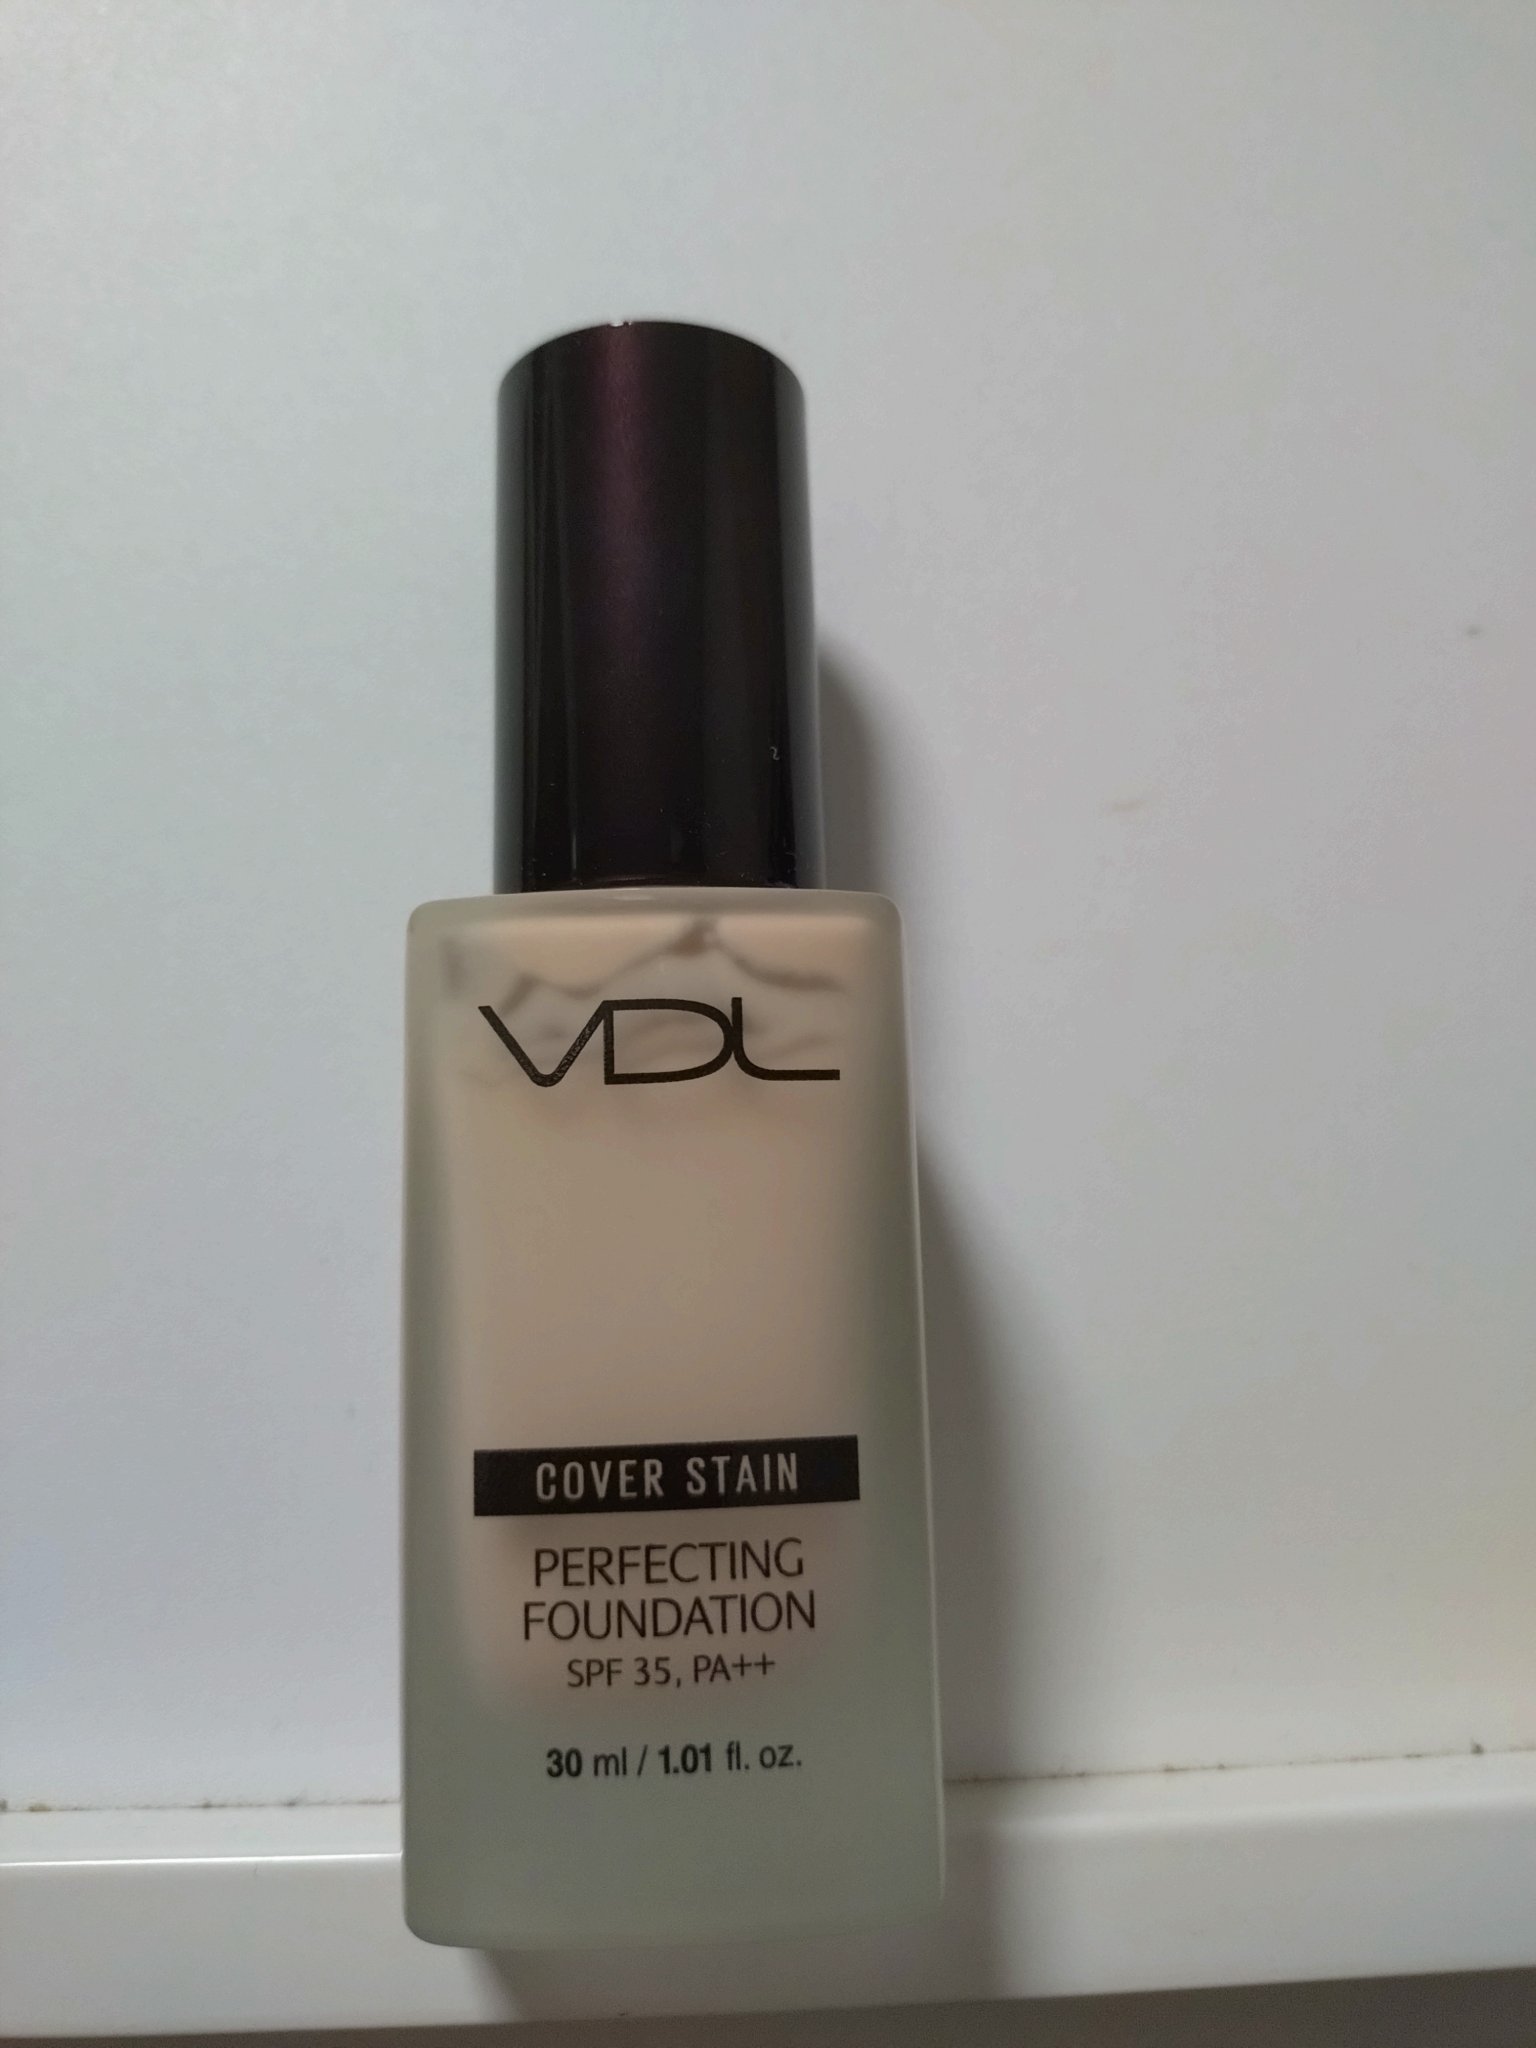 VDL
COVER STAIN
PERFECTING
FOUNDATION
SPF 35, PA++
30 ml / 1.01 fl. oz.